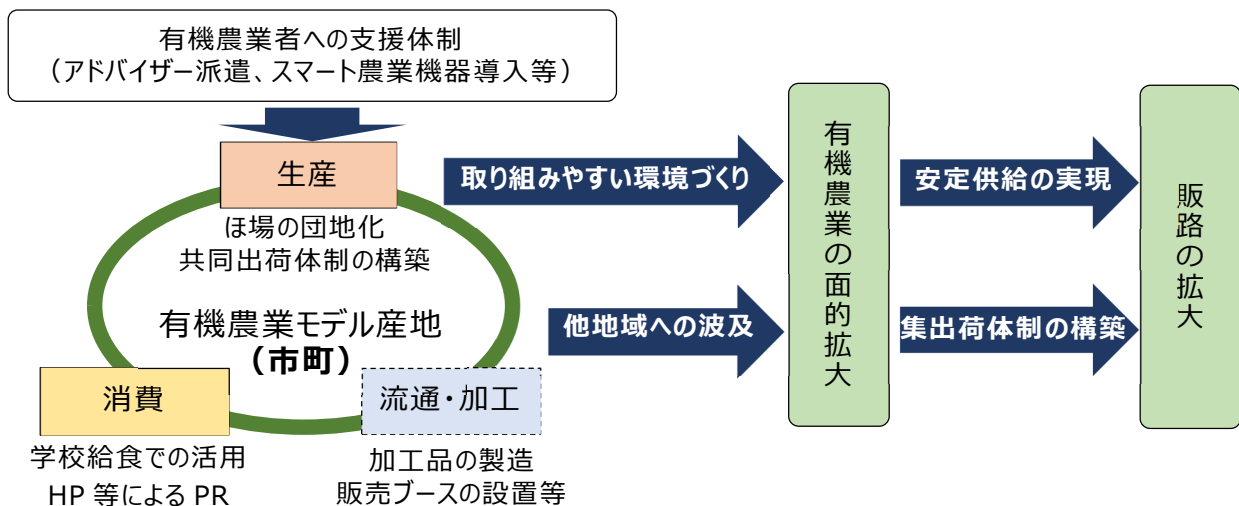 有機農業者への支援体制
（アドバイザー派遣、スマート農業機器導入等）
生産
ほ場の団地化
共同出荷体制の構築
有機農業モデル産地
（市町）
消費
学校給食での活用
HP 等による PR
流通・加工
加工品の製造
販売ブースの設置等
取り組みやすい環境づくり
他地域への波及
有機農業の面的拡大
安定供給の実現
集出荷体制の構築
販路の拡大